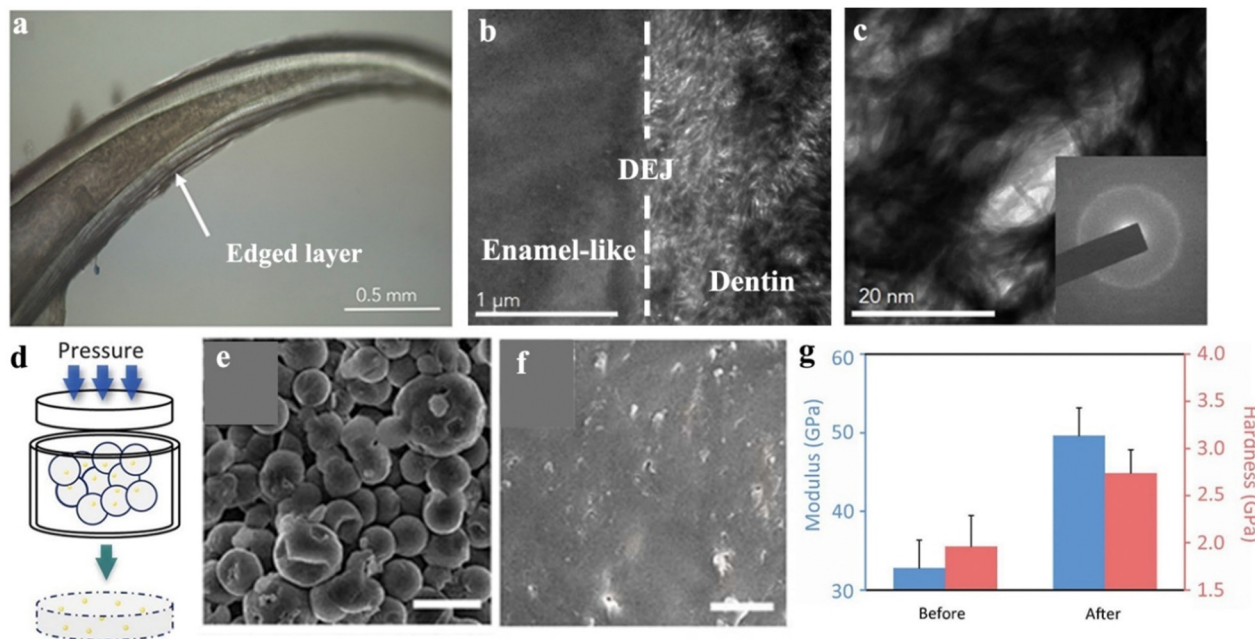 a
Edged layer
0.5 mm
b
DEJ
Enamel-like
Dentin
1 μm
c
20 nm
d
Pressure
e
f
g
60
50
40
30
Modulus (GPa)
4.0
3.5
3.0
2.5
2.0
1.5
Hardness (GPa)
Before
After